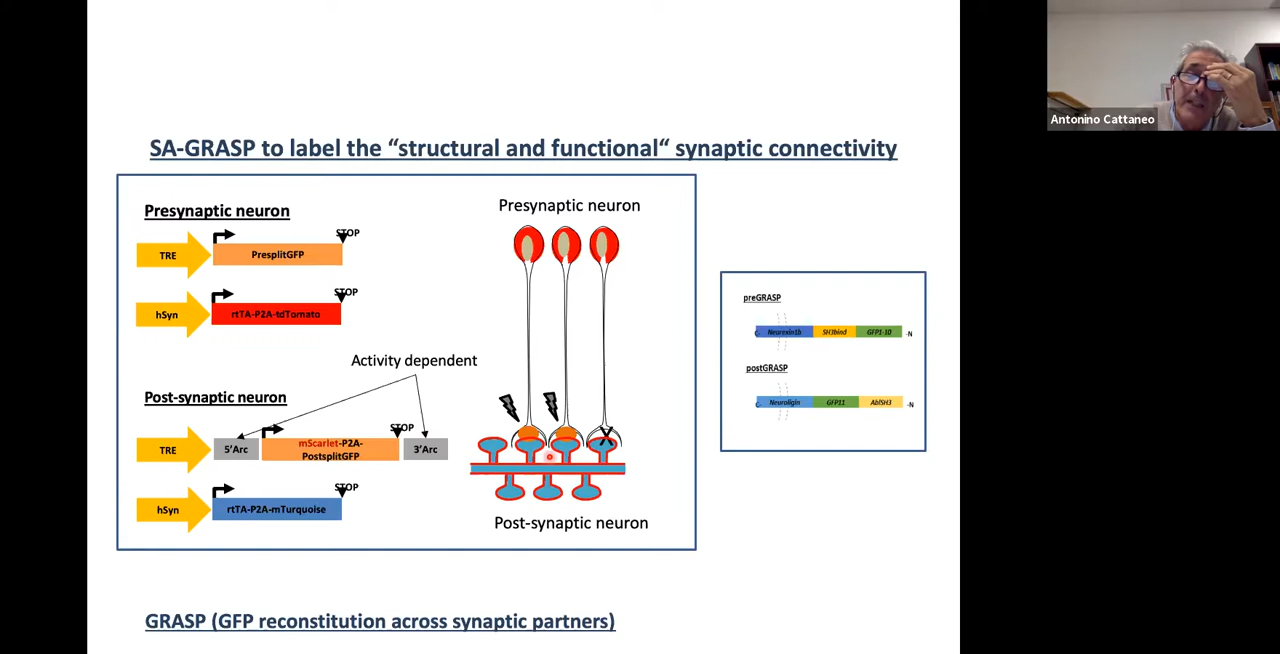 Antonino Cattaneo
SA-GRASP to label the “structural and functional“ synaptic connectivity
Presynaptic neuron
STOP
TRE
PresplitGFP
STOP
hSyn
rtTA-P2A-tdTomato
Activity dependent
Post-synaptic neuron
STOP
TRE
5'Arc
mScarlet-P2A-
PostsplitGFP
3'Arc
STOP
hSyn
rtTA-P2A-mTurquoise
Presynaptic neuron
X
Post-synaptic neuron
preGRASP
C-
Neurexin1b
SH3bind
GFP1-10
-N
postGRASP
C-
Neuroligin
GFP11
AblSH3
-N
GRASP (GFP reconstitution across synaptic partners)